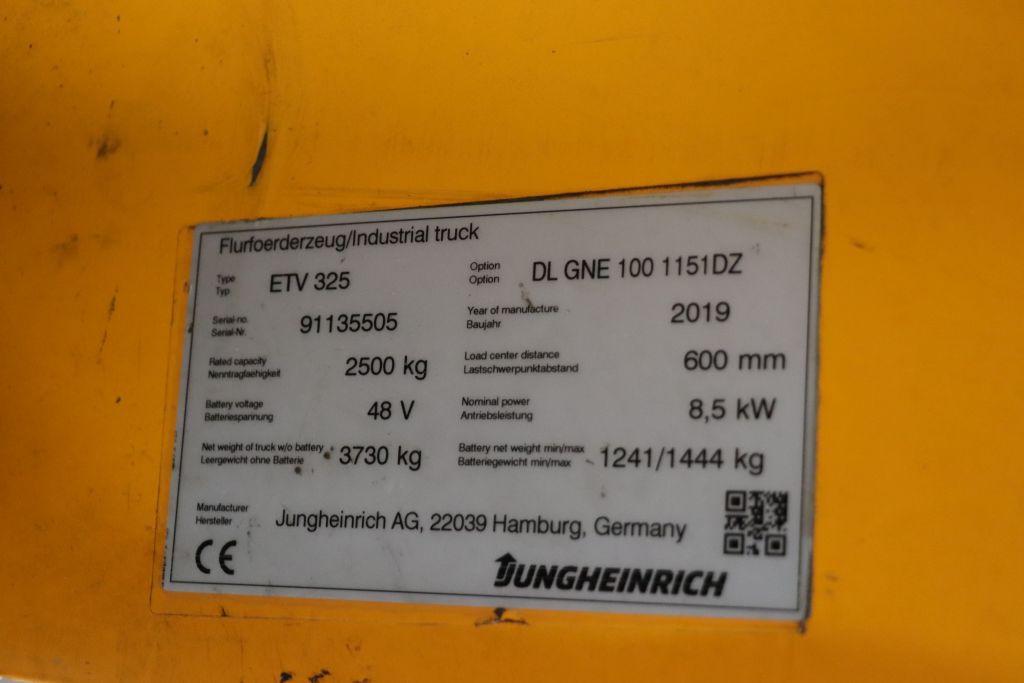 Flurfoerderzeug/Industrial truck
Type
Typ
ETV 325
Option
Option
DL GNE 100 1151DZ
Serial-no.
Serial-Nr.
91135505
Year of manufacture
Baujahr
2019
Rated capacity
Nenntragfaehigkeit
2500 kg
Load center distance
Lastschwerpunktabstand
600 mm
Battery voltage
Batteriespannung
48 V
Nominal power
Antriebsleistung
8,5 kW
Net weight of truck w/o battery
Leergewicht ohne Batterie
3730 kg
Battery net weight min/max
Batteriegewicht min/max
1241/1444 kg
Manufacturer
Hersteller
Jungheinrich AG, 22039 Hamburg, Germany
CE
JUNGHEINRICH